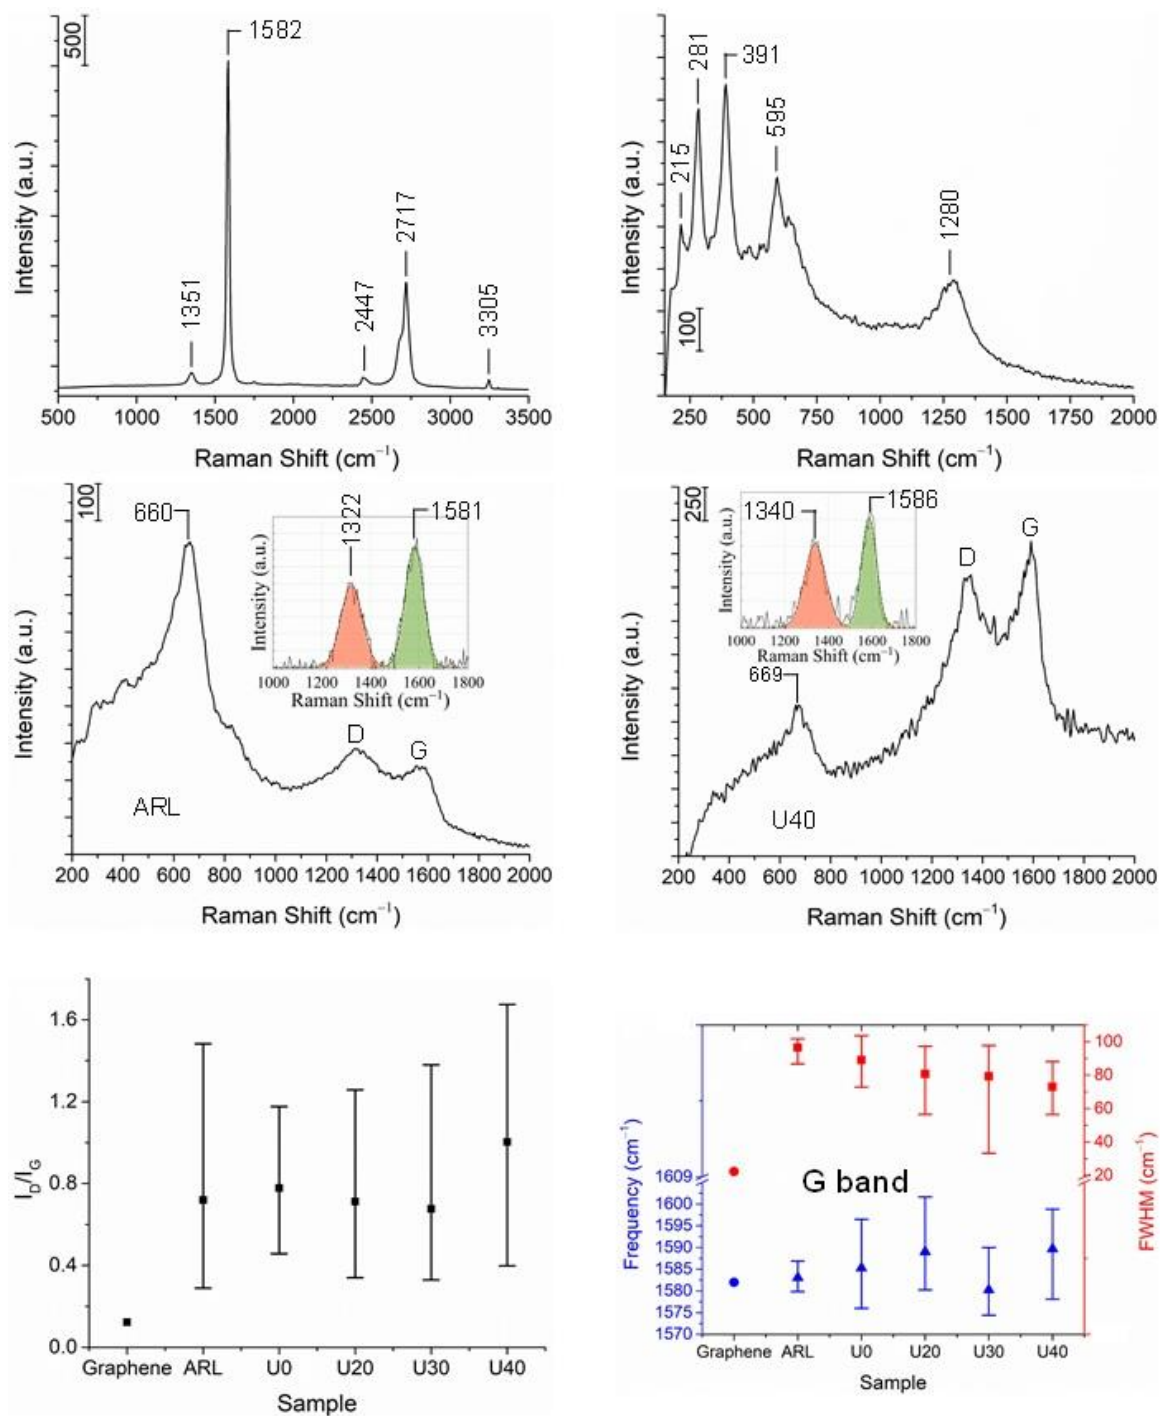 500
1582
1351
2447
2717
3305
Intensity (a.u.)
500 1000 1500 2000 2500 3000 3500
Raman Shift (cm⁻¹)
215
281
391
595
1280
100
Intensity (a.u.)
250 500 750 1000 1250 1500 1750 2000
Raman Shift (cm⁻¹)
100
660
1322
1581
Intensity (a.u.)
1000 1200 1400 1600 1800
Raman Shift (cm⁻¹)
D
G
ARL
Intensity (a.u.)
200 400 600 800 1000 1200 1400 1600 1800 2000
Raman Shift (cm⁻¹)
250
1340
1586
Intensity (a.u.)
1000 1200 1400 1600 1800
Raman Shift (cm⁻¹)
D
G
669
U40
Intensity (a.u.)
200 400 600 800 1000 1200 1400 1600 1800 2000
Raman Shift (cm⁻¹)
1.6
1.2
0.8
0.4
0.0
I_D/I_G
Graphene ARL U0 U20 U30 U40
Sample
1609
1600
1595
1590
1585
1580
1575
1570
Frequency (cm⁻¹)
G band
100
80
60
40
20
FWHM (cm⁻¹)
Graphene ARL U0 U20 U30 U40
Sample